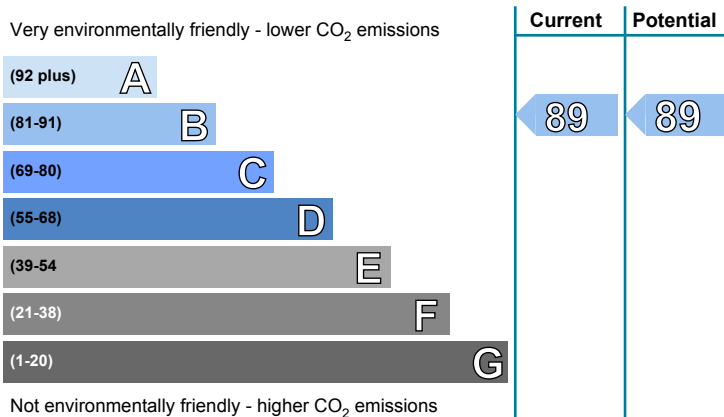 Very environmentally friendly - lower CO2 emissions
Current
Potential
(92 plus) A
(81-91) B
89
89
(69-80) C
(55-68) D
(39-54 E
(21-38) F
(1-20) G
Not environmentally friendly - higher CO2 emissions